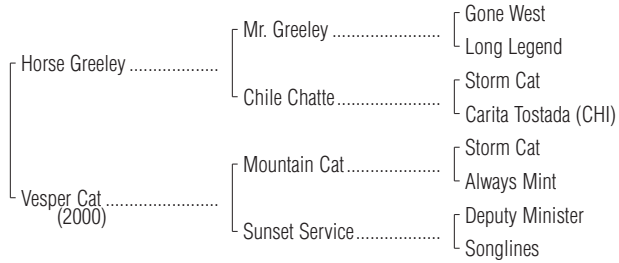 Gone West
Mr. Greeley ....................
Long Legend
Horse Greeley .................
Storm Cat
Chile Chatte ...................
Carita Tostada (CHI)
Storm Cat
Mountain Cat .................
Always Mint
Vesper Cat .....................
(2000)
Deputy Minister
Sunset Service ................
Songlines